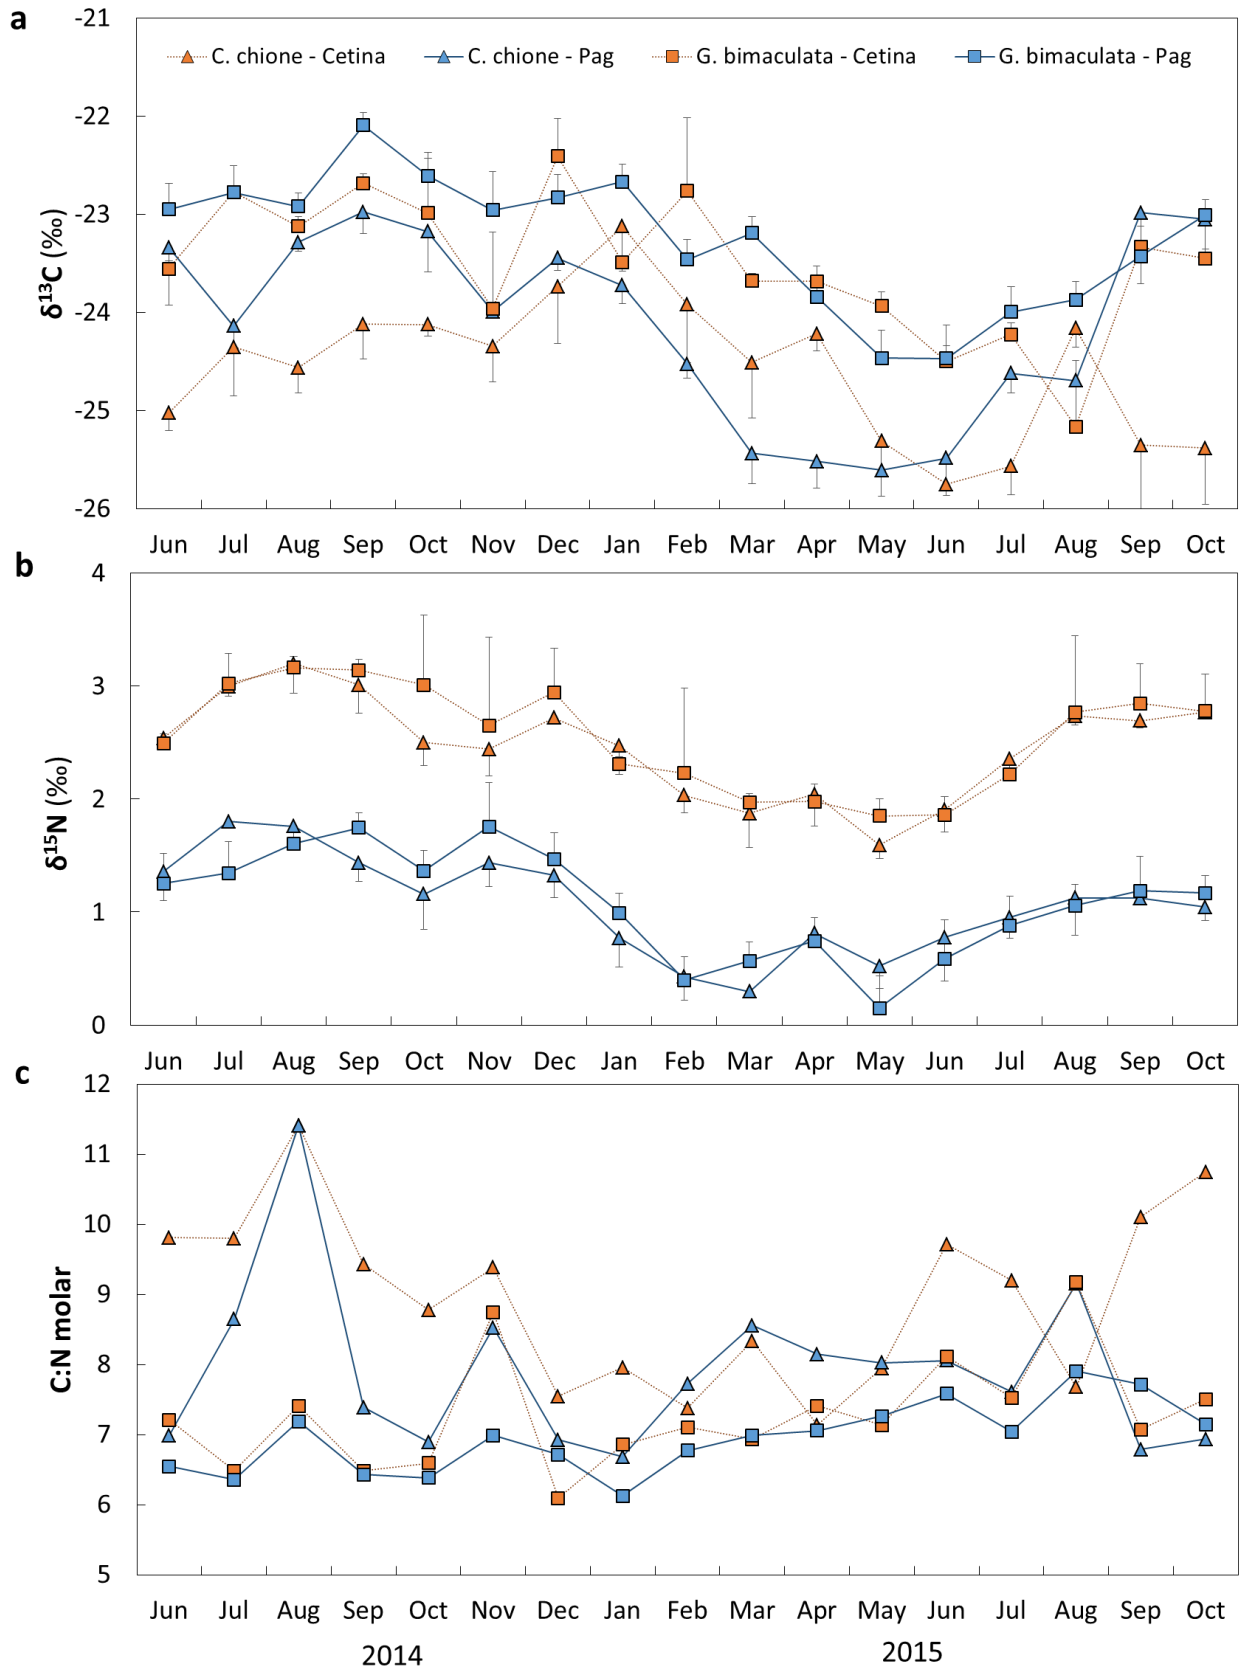 a
-21
C. chione - Cetina C. chione - Pag G. bimaculata - Cetina G. bimaculata - Pag
-22
-23
-24
-25
-26
δ¹³C (‰)
Jun Jul Aug Sep Oct Nov Dec Jan Feb Mar Apr May Jun Jul Aug Sep Oct
b
4
3
2
1
0
δ¹⁵N (‰)
Jun Jul Aug Sep Oct Nov Dec Jan Feb Mar Apr May Jun Jul Aug Sep Oct
c
12
11
10
9
8
7
6
5
C:N molar
Jun Jul Aug Sep Oct Nov Dec Jan Feb Mar Apr May Jun Jul Aug Sep Oct
2014 2015